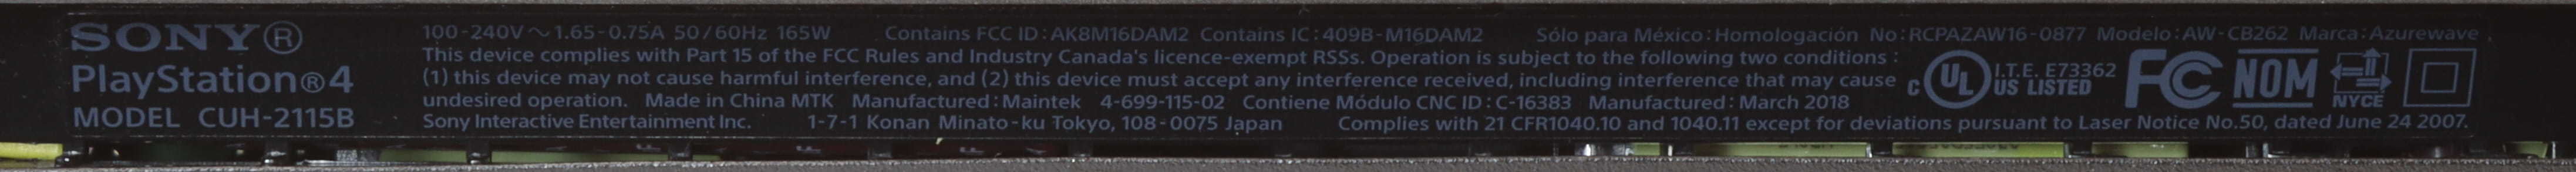 SONY®
PlayStation®4
MODEL CUH-2115B
100-240V~1.65-0.75A 50/60Hz 165W Contains FCC ID:AK8M16DAM2 Contains IC:409B-M16DAM2 Sólo para México:Homologación No:RCPAZAW16-0877 Modelo:AW-CB262 Marca:Azurewave
This device complies with Part 15 of the FCC Rules and Industry Canada's licence-exempt RSSs. Operation is subject to the following two conditions:
(1) this device may not cause harmful interference, and (2) this device must accept any interference received, including interference that may cause
undesired operation. Made in China MTK Manufactured:Maintek 4-699-115-02 Contiene Módulo CNC ID:C-16383 Manufactured:March 2018
Sony Interactive Entertainment Inc. 1-7-1 Konan Minato-ku Tokyo, 108-0075 Japan Complies with 21 CFR1040.10 and 1040.11 except for deviations pursuant to Laser Notice No.50, dated June 24 2007.
C UL I.T.E. E73362
US LISTED
FC NOM
NYCE